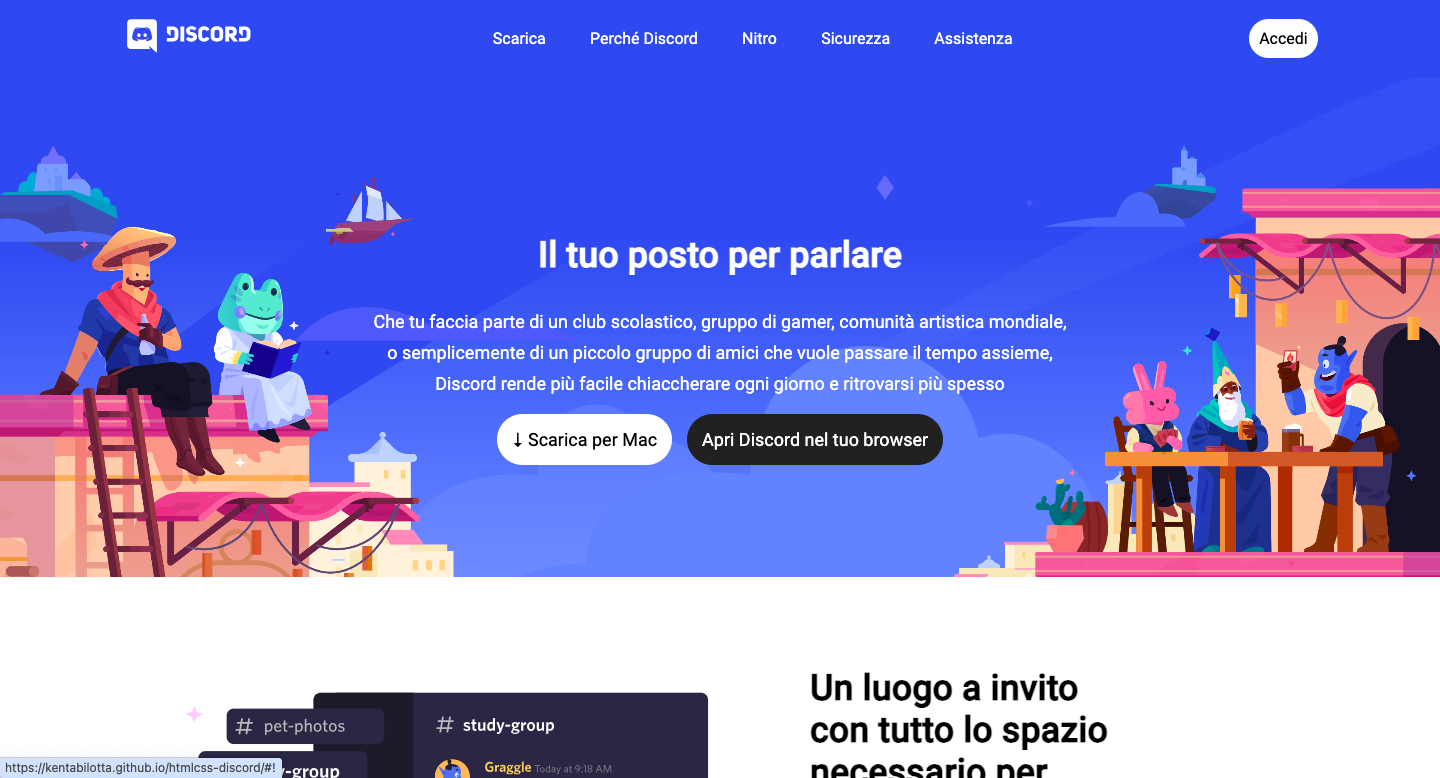 DISCORD
Scarica
Perché Discord
Nitro
Sicurezza
Assistenza
Accedi
Il tuo posto per parlare
Che tu faccia parte di un club scolastico, gruppo di gamer, comunità artistica mondiale,
o semplicemente di un piccolo gruppo di amici che vuole passare il tempo assieme,
Discord rende più facile chiaccherare ogni giorno e ritrovarsi più spesso
↓ Scarica per Mac
Apri Discord nel tuo browser
Un luogo a invito
con tutto lo spazio
necessario per
# pet-photos
# study-group
-group
Graggle Today at 9:18 AM
https://kentabilotta.github.io/htmlcss-discord/#!